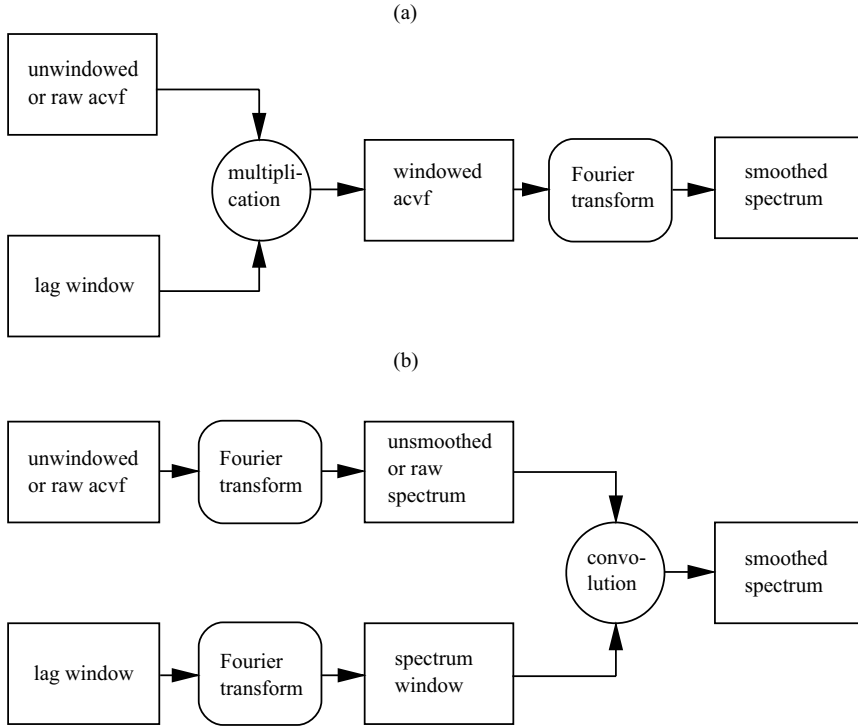 (a)
unwindowed
or raw acvf
multipli-
cation
windowed
acvf
Fourier
transform
smoothed
spectrum
lag window
(b)
unwindowed
or raw acvf
Fourier
transform
unsmoothed
or raw
spectrum
convo-
lution
smoothed
spectrum
lag window
Fourier
transform
spectrum
window